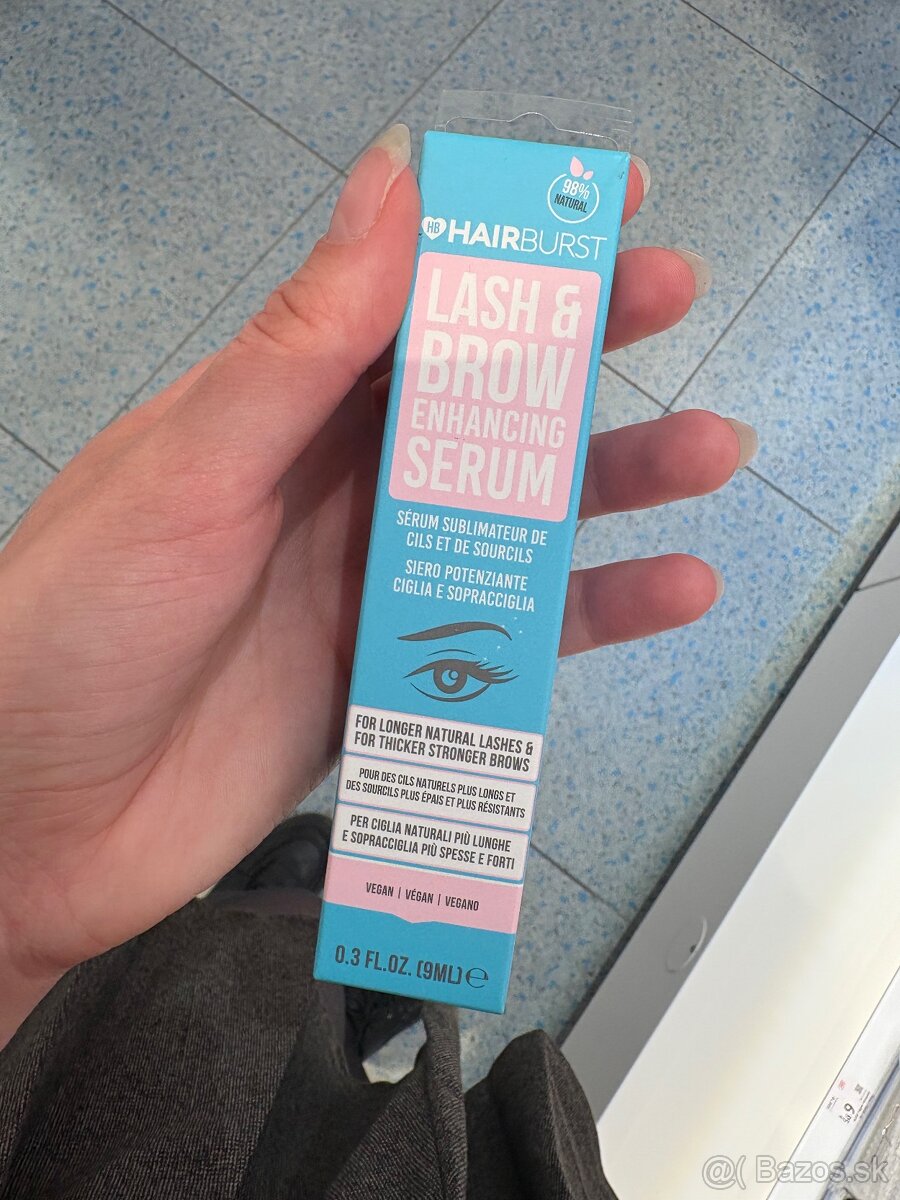 98%
NATURAL
HB HAIRBURST
LASH &
BROW
ENHANCING
SERUM
SÉRUM SUBLIMATEUR DE
CILS ET DE SOURCILS
SIERO POTENZIANTE
CIGLIA E SOPRACCIGLIA
FOR LONGER NATURAL LASHES &
FOR THICKER STRONGER BROWS
POUR DES CILS NATURELS PLUS LONGS ET
DES SOURCILS PLUS ÉPAIS ET PLUS RÉSISTANTS
PER CIGLIA NATURALI PIÙ LUNGHE
E SOPRACCIGLIA PIÙ SPESSE E FORTI
VEGAN | VÉGAN | VEGANO
0.3 FL.OZ. (9ML) ℮
@( Bazos.sk